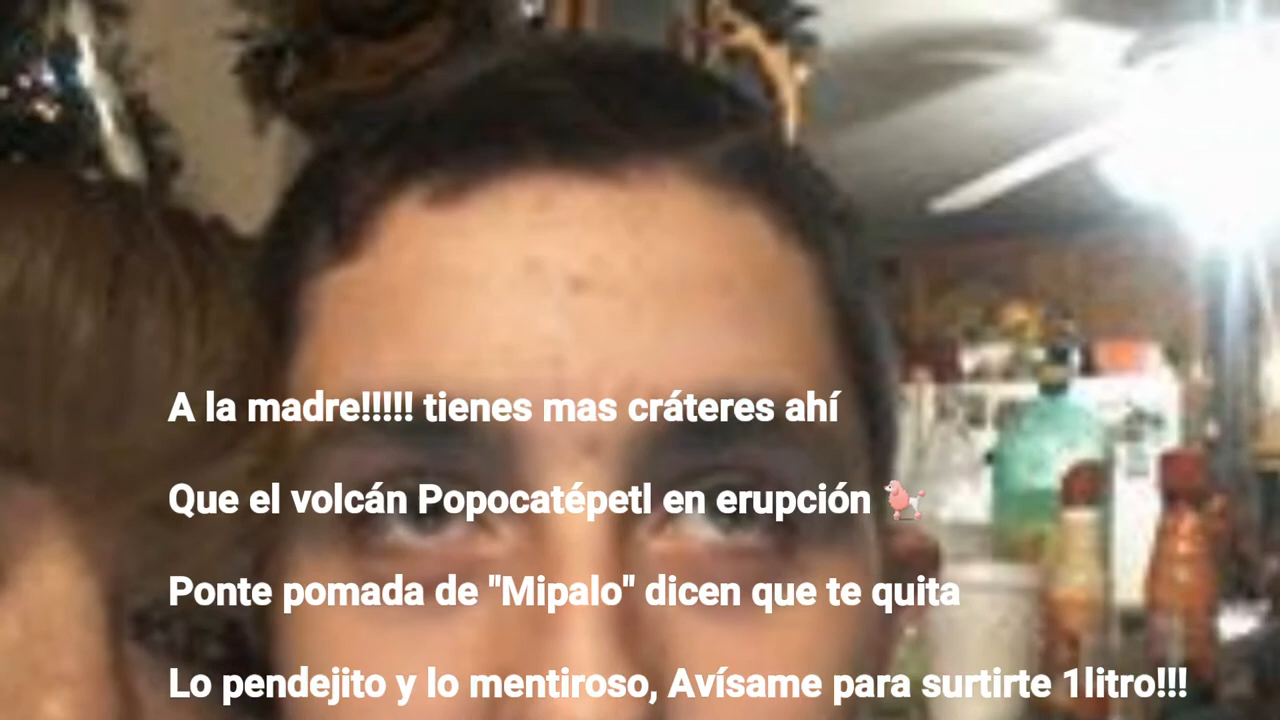 A la madre!!!!! tienes mas cráteres ahí
Que el volcán Popocatépetl en erupción 🐩
Ponte pomada de "Mipalo" dicen que te quita
Lo pendejito y lo mentiroso, Avísame para surtirte 1litro!!!